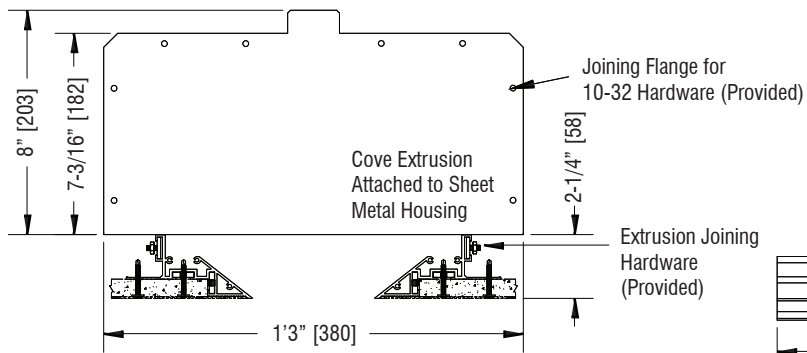 8” [203]
7-3/16” [182]
Joining Flange for
10-32 Hardware (Provided)
Cove Extrusion
Attached to Sheet
Metal Housing
2-1/4” [58]
Extrusion Joining
Hardware
(Provided)
1’3” [380]